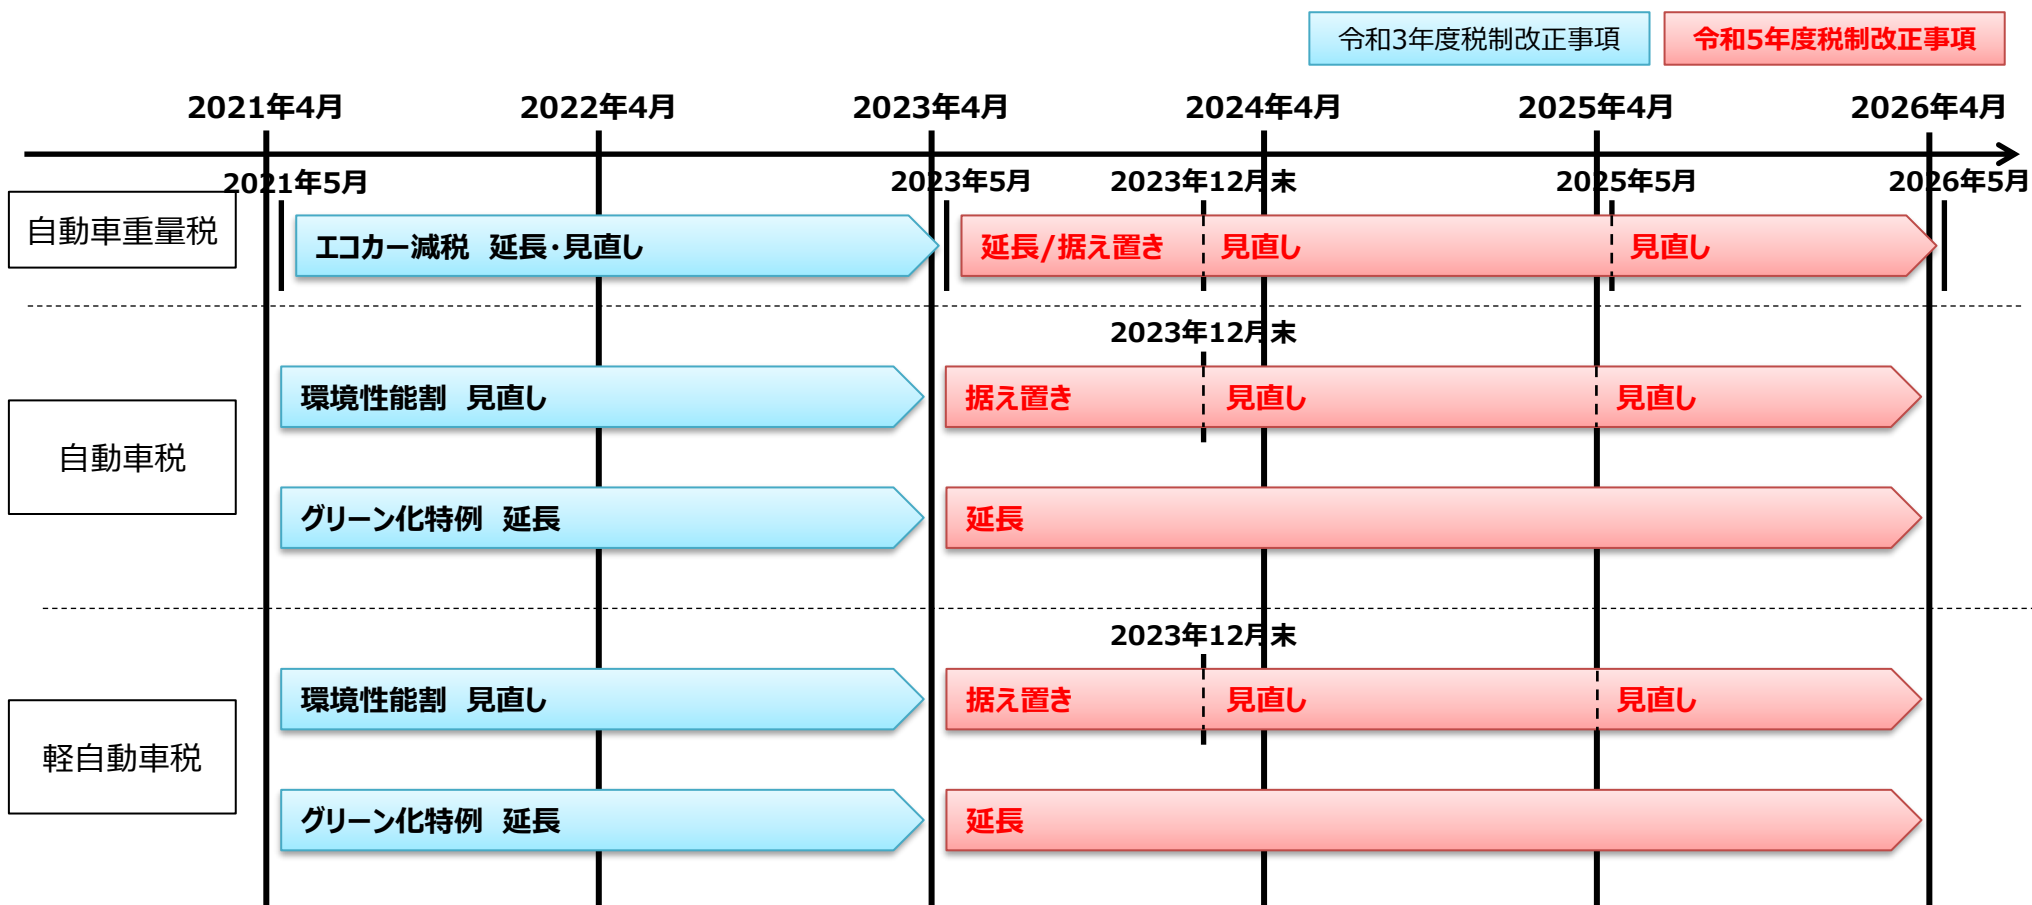 令和3年度税制改正事項
令和5年度税制改正事項
2021年4月
2022年4月
2023年4月
2024年4月
2025年4月
2026年4月
2021年5月
2023年5月
2023年12月末
2025年5月
2026年5月
自動車重量税
エコカー減税 延長・見直し
延長/据え置き
見直し
見直し
2023年12月末
自動車税
環境性能割 見直し
据え置き
見直し
見直し
グリーン化特例 延長
延長
2023年12月末
軽自動車税
環境性能割 見直し
据え置き
見直し
見直し
グリーン化特例 延長
延長